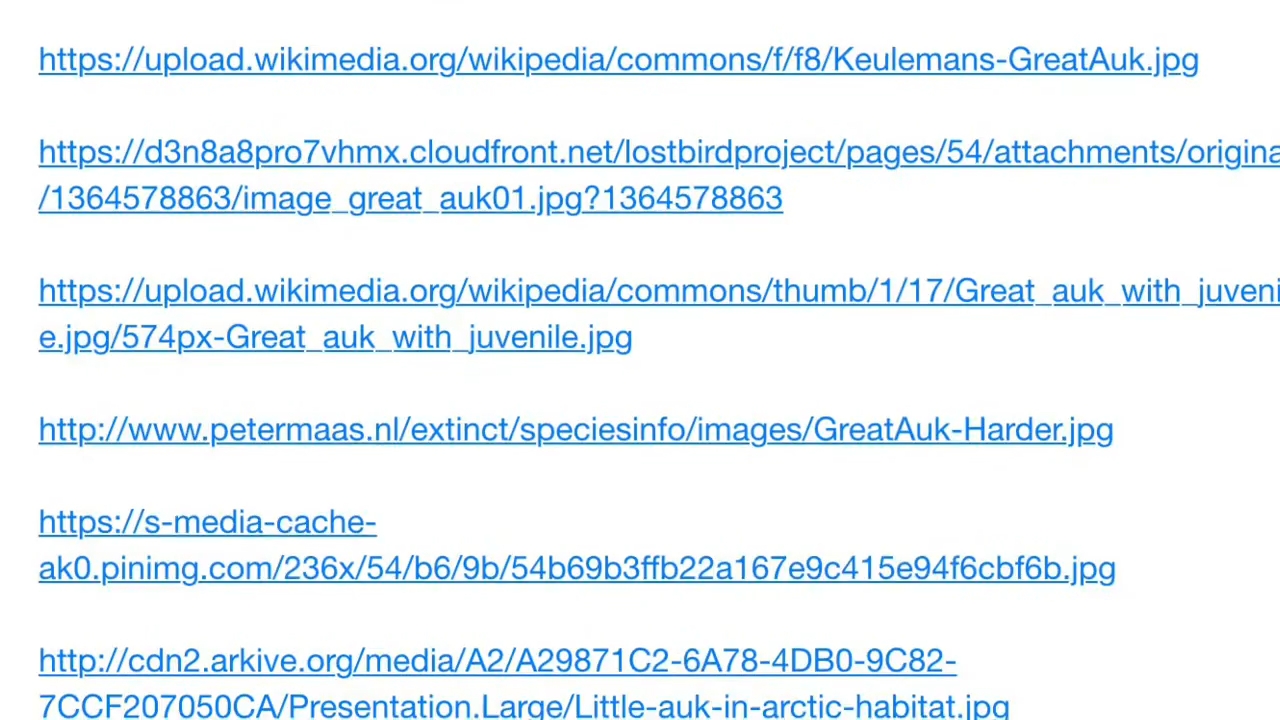 https://upload.wikimedia.org/wikipedia/commons/f/f8/Keulemans-GreatAuk.jpg
https://d3n8a8pro7vhmx.cloudfront.net/lostbirdproject/pages/54/attachments/origina
/1364578863/image_great_auk01.jpg?1364578863
https://upload.wikimedia.org/wikipedia/commons/thumb/1/17/Great_auk_with_juveni
e.jpg/574px-Great_auk_with_juvenile.jpg
http://www.petermaas.nl/extinct/speciesinfo/images/GreatAuk-Harder.jpg
https://s-media-cache-
ak0.pinimg.com/236x/54/b6/9b/54b69b3ffb22a167e9c415e94f6cbf6b.jpg
http://cdn2.arkive.org/media/A2/A29871C2-6A78-4DB0-9C82-
7CCF207050CA/Presentation.Large/Little-auk-in-arctic-habitat.jpg